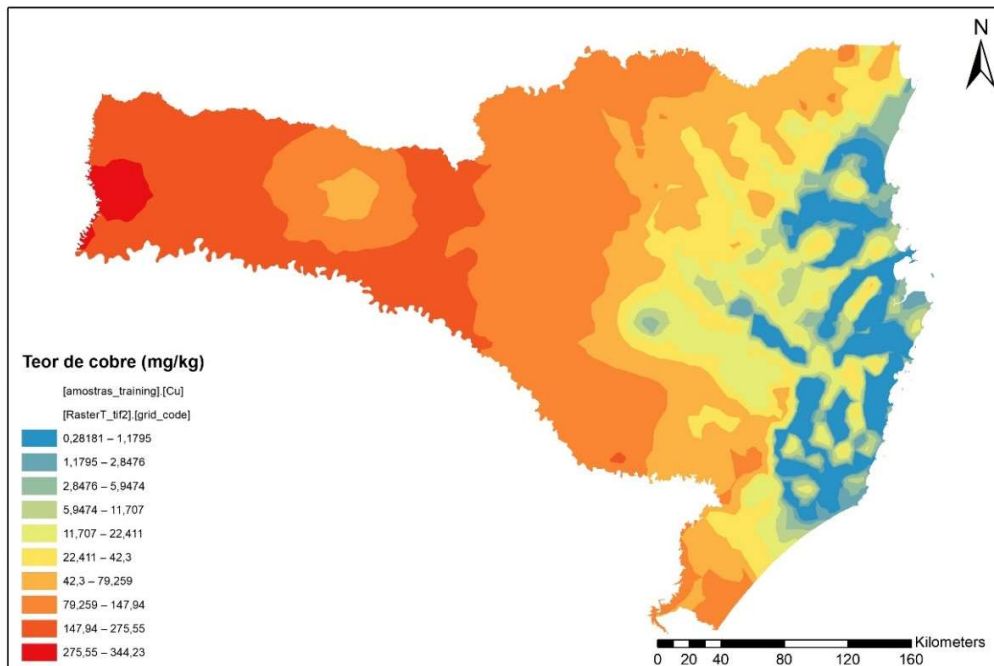 N
Teor de cobre (mg/kg)
[amostras_training].[Cu]
[RasterT_tif2].[grid_code]
0,28181 – 1,1795
1,1795 – 2,8476
2,8476 – 5,9474
5,9474 – 11,707
11,707 – 22,411
22,411 – 42,3
42,3 – 79,259
79,259 – 147,94
147,94 – 275,55
275,55 – 344,23
Kilometers
0 20 40 80 120 160